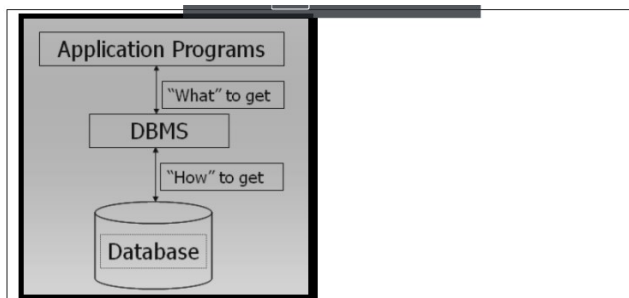 Application Programs
“What” to get
DBMS
“How” to get
Database